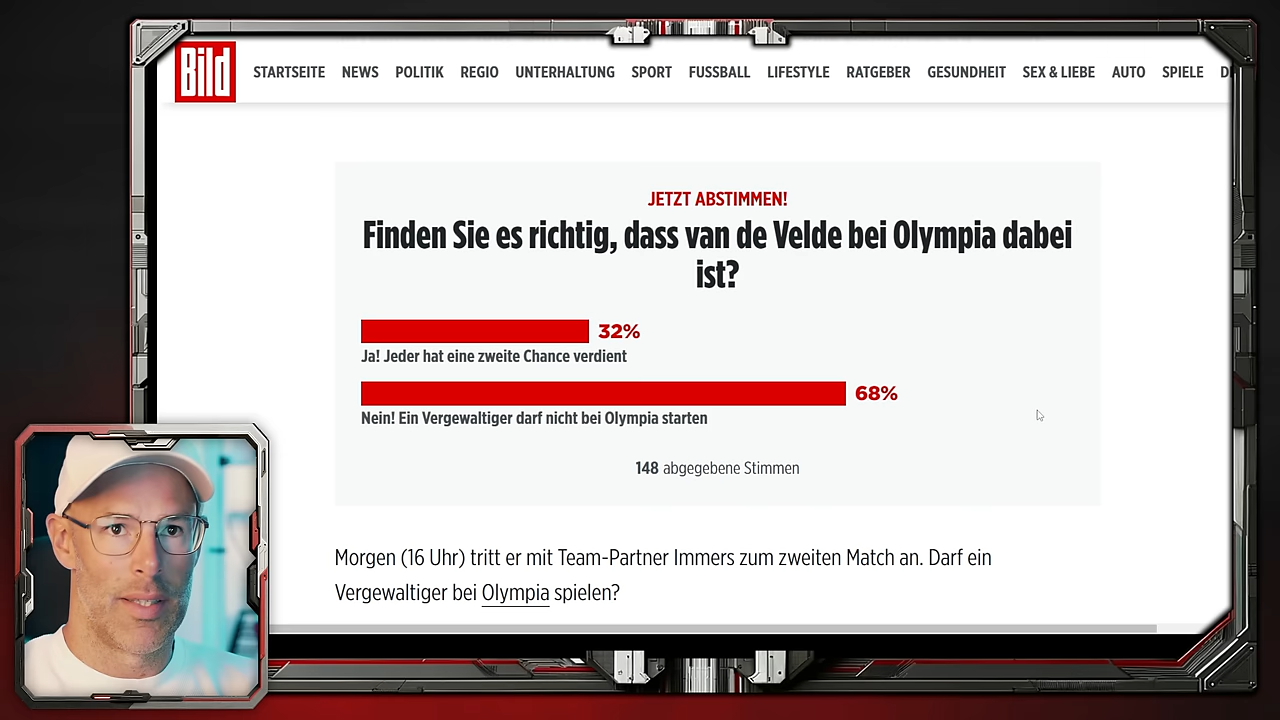 Bild
STARTSEITE NEWS POLITIK REGIO UNTERHALTUNG SPORT FUSSBALL LIFESTYLE RATGEBER GESUNDHEIT SEX & LIEBE AUTO SPIELE
JETZT ABSTIMMEN!
Finden Sie es richtig, dass van de Velde bei Olympia dabei
ist?
32%
Ja! Jeder hat eine zweite Chance verdient
68%
Nein! Ein Vergewaltiger darf nicht bei Olympia starten
148 abgegebene Stimmen
Morgen (16 Uhr) tritt er mit Team-Partner Immers zum zweiten Match an. Darf ein
Vergewaltiger bei Olympia spielen?